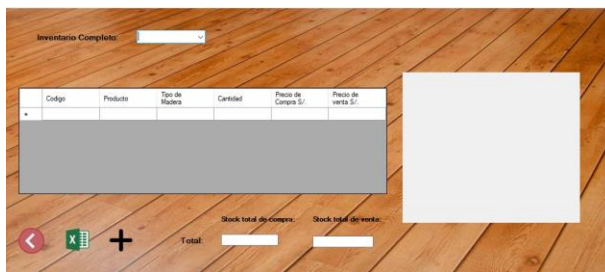 Inventario Completo:
Codigo Producto Tipo de Madera Cantidad Precio de Compra S/. Precio de venta S/.
Stock total de compra: Stock total de venta:
Total: